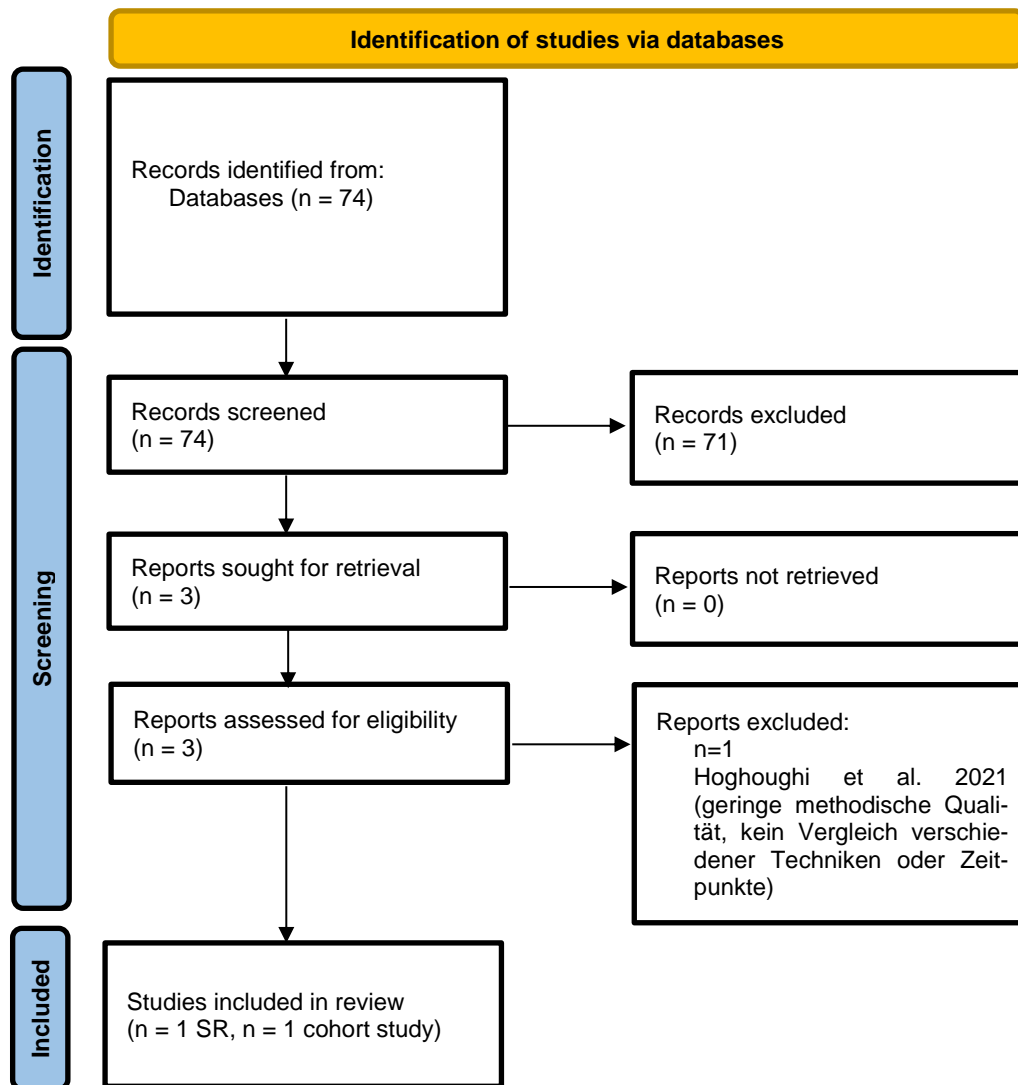 Identification of studies via databases
Identification
Records identified from:
Databases (n = 74)
Screening
Records screened
(n = 74)
Records excluded
(n = 71)
Reports sought for retrieval
(n = 3)
Reports not retrieved
(n = 0)
Reports assessed for eligibility
(n = 3)
Reports excluded:
n=1
Hoghoughi et al. 2021
(geringe methodische Quali-
tät, kein Vergleich verschie-
dener Techniken oder Zeit-
punkte)
Included
Studies included in review
(n = 1 SR, n = 1 cohort study)